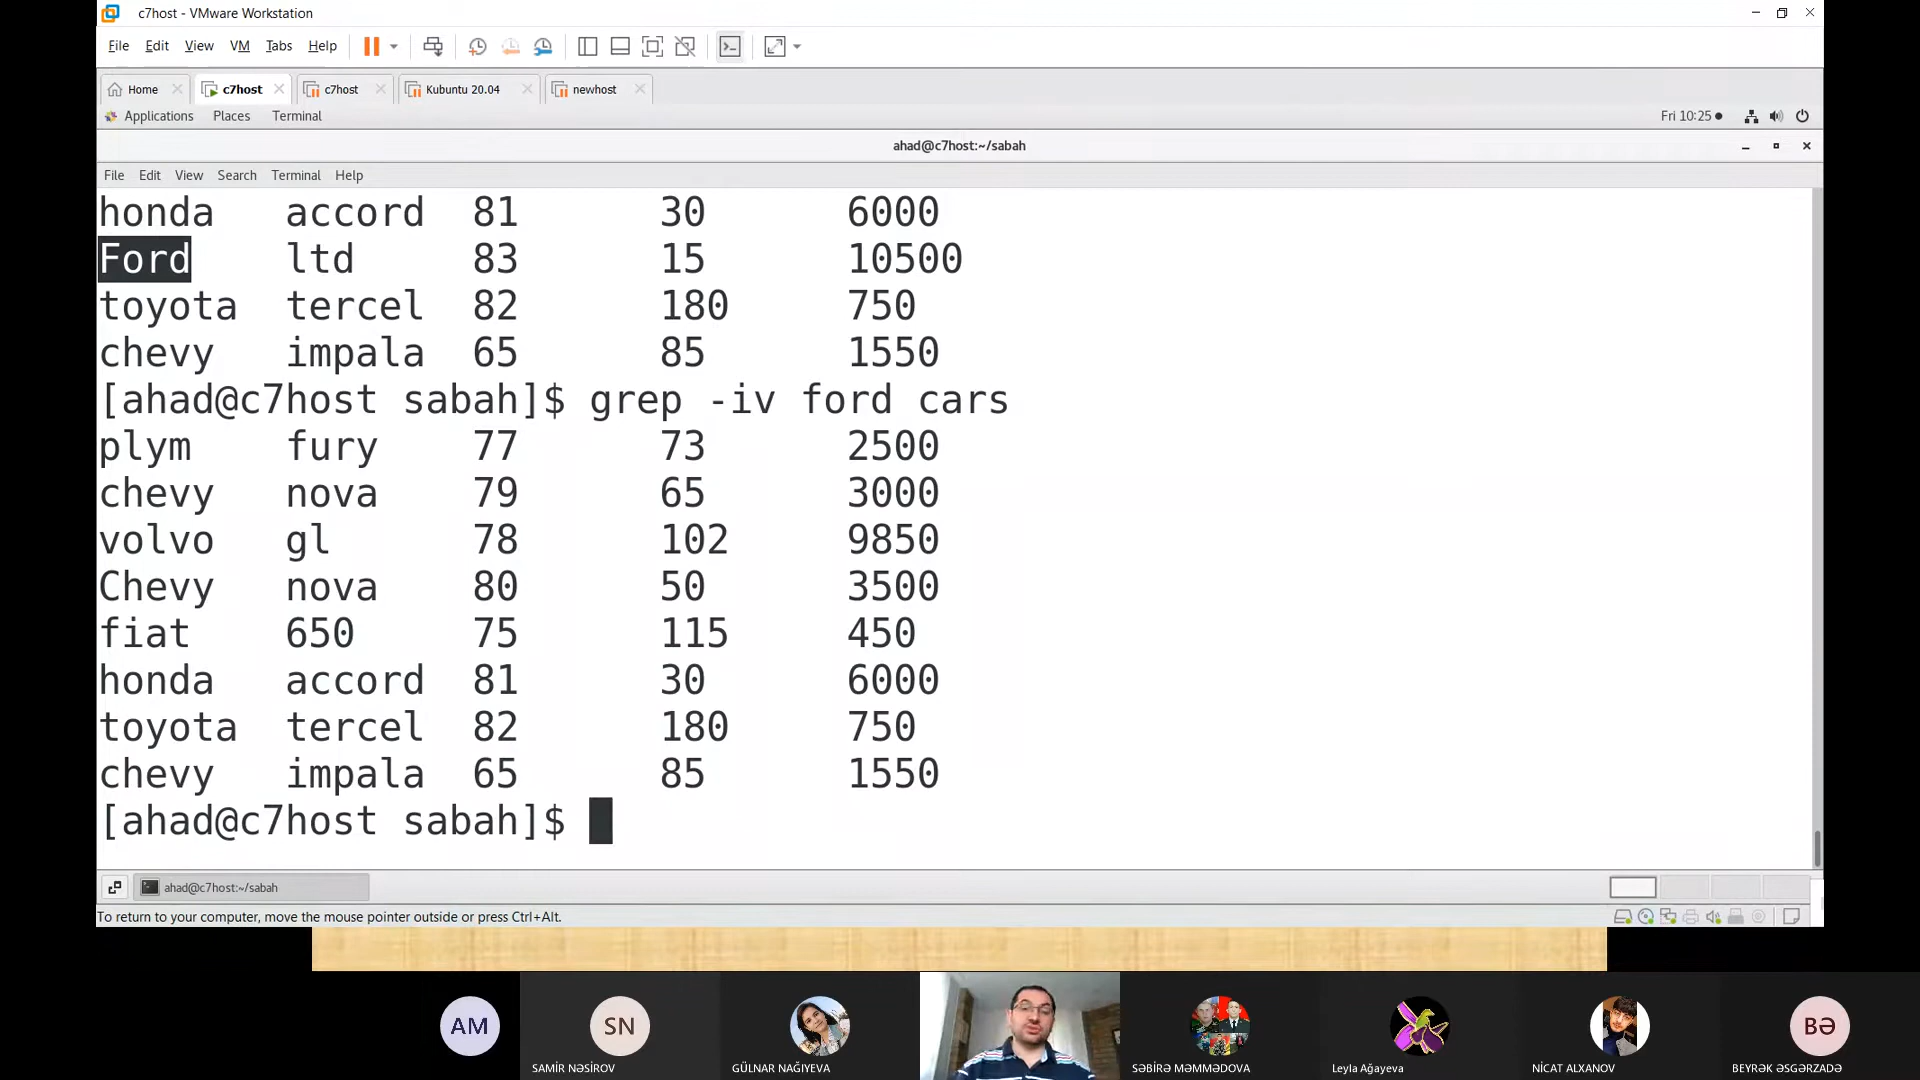 c7host - VMware Workstation
File Edit View VM Tabs Help
Home c7host c7host Kubuntu 20.04 newhost
Applications Places Terminal Fri 10:25
ahad@c7host:~/sabah
File Edit View Search Terminal Help
honda accord 81 30 6000
Ford ltd 83 15 10500
toyota tercel 82 180 750
chevy impala 65 85 1550
[ahad@c7host sabah]$ grep -iv ford cars
plym fury 77 73 2500
chevy nova 79 65 3000
volvo gl 78 102 9850
Chevy nova 80 50 3500
fiat 650 75 115 450
honda accord 81 30 6000
toyota tercel 82 180 750
chevy impala 65 85 1550
[ahad@c7host sabah]$
ahad@c7host:~/sabah
To return to your computer, move the mouse pointer outside or press Ctrl+Alt.
AM SN BƏ
SAMİR NƏSİROV GÜLNAR NAĞIYEVA SƏBİRƏ MƏMMƏDOVA Leyla Ağayeva NİCAT ALXANOV BEYRƏK ƏSGƏRZADƏ